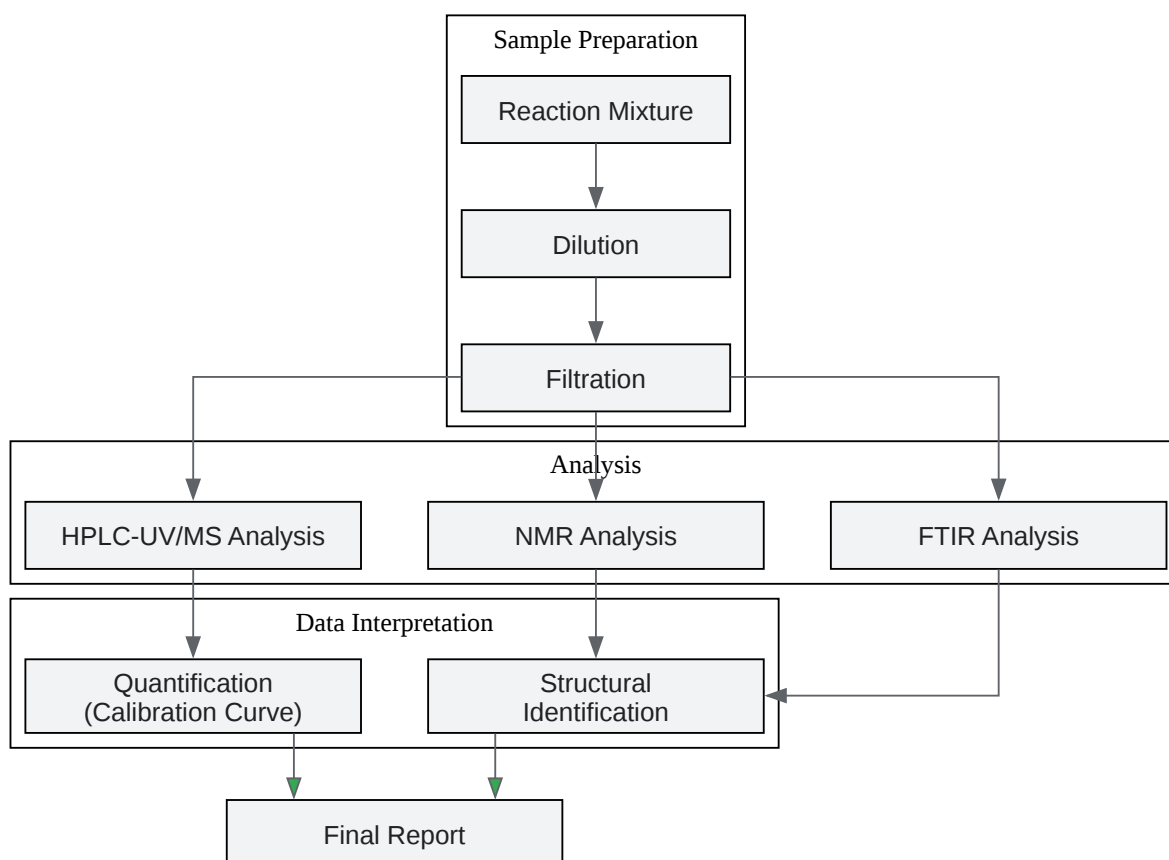 Sample Preparation
Reaction Mixture
Dilution
Filtration
Analysis
HPLC-UV/MS Analysis
NMR Analysis
FTIR Analysis
Data Interpretation
Quantification
(Calibration Curve)
Structural
Identification
Final Report